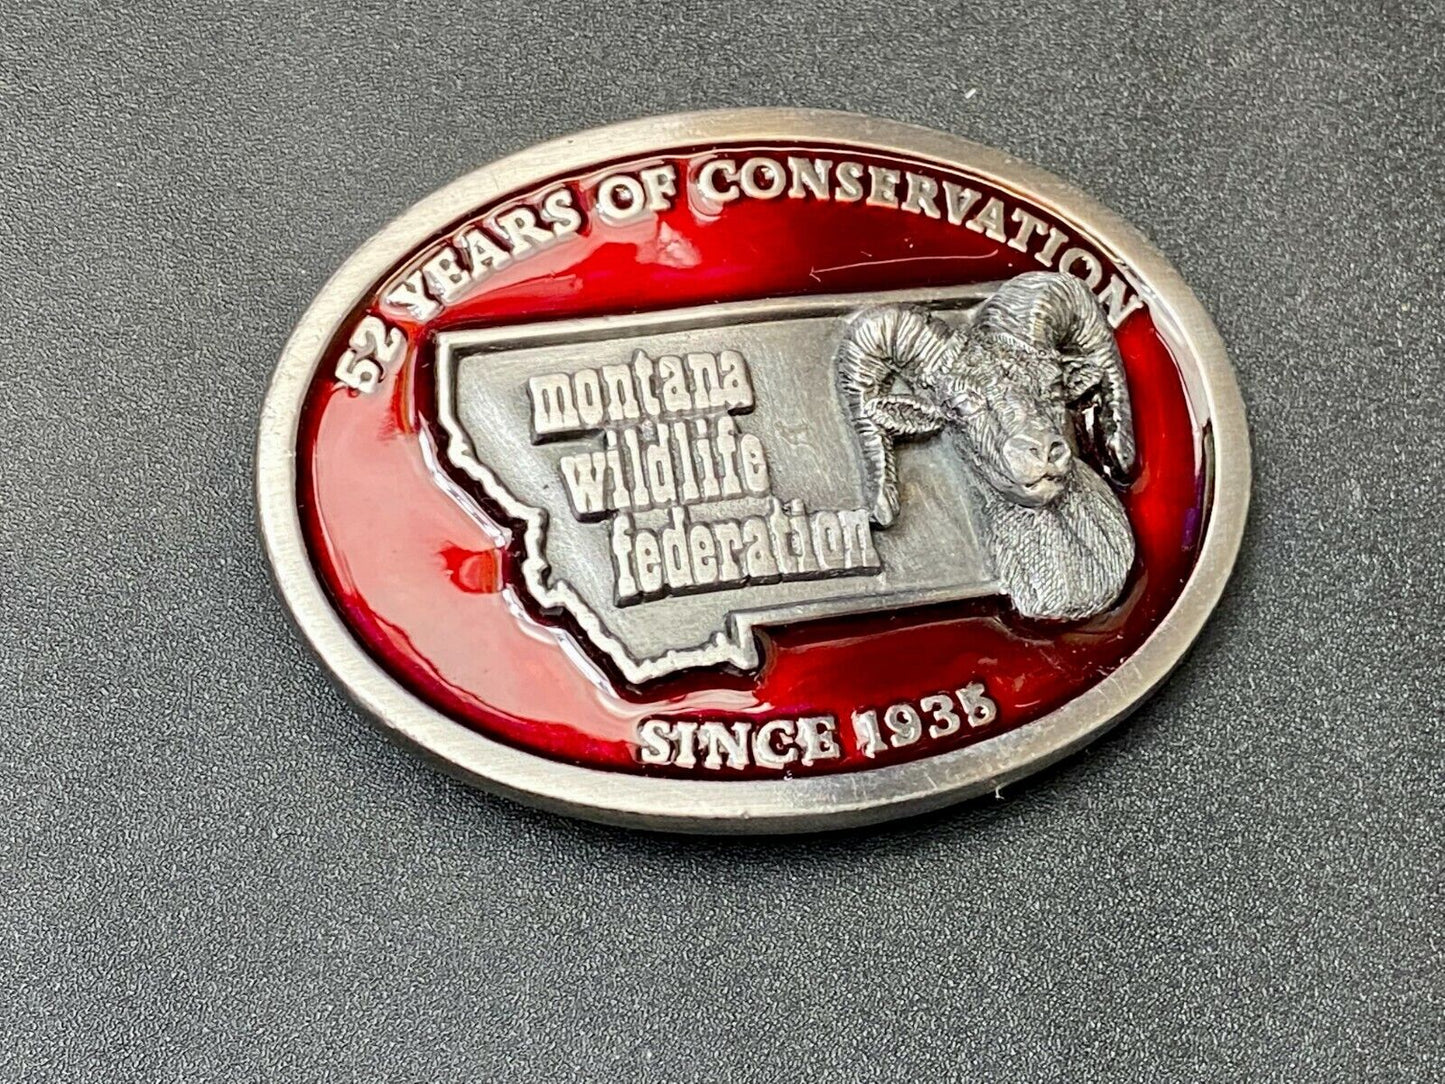 52 YEARS OF CONSERVATION
montana
wildlife
federation
SINCE 1935